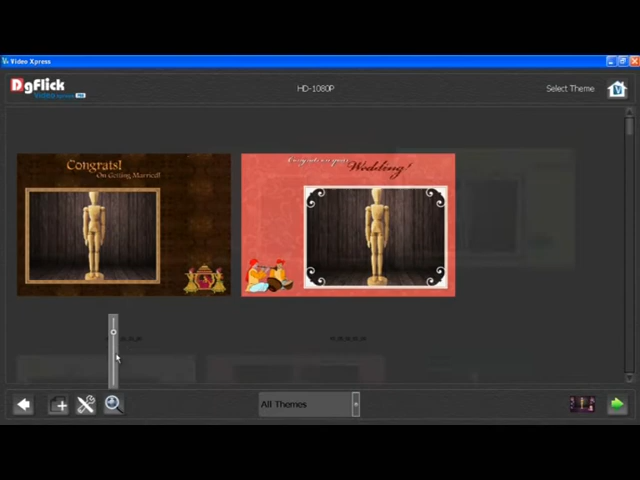 Video Xpress
DgFlick
HD-1080P
Select Theme
Congrats!
On Getting Married!
Wedding!
All Themes